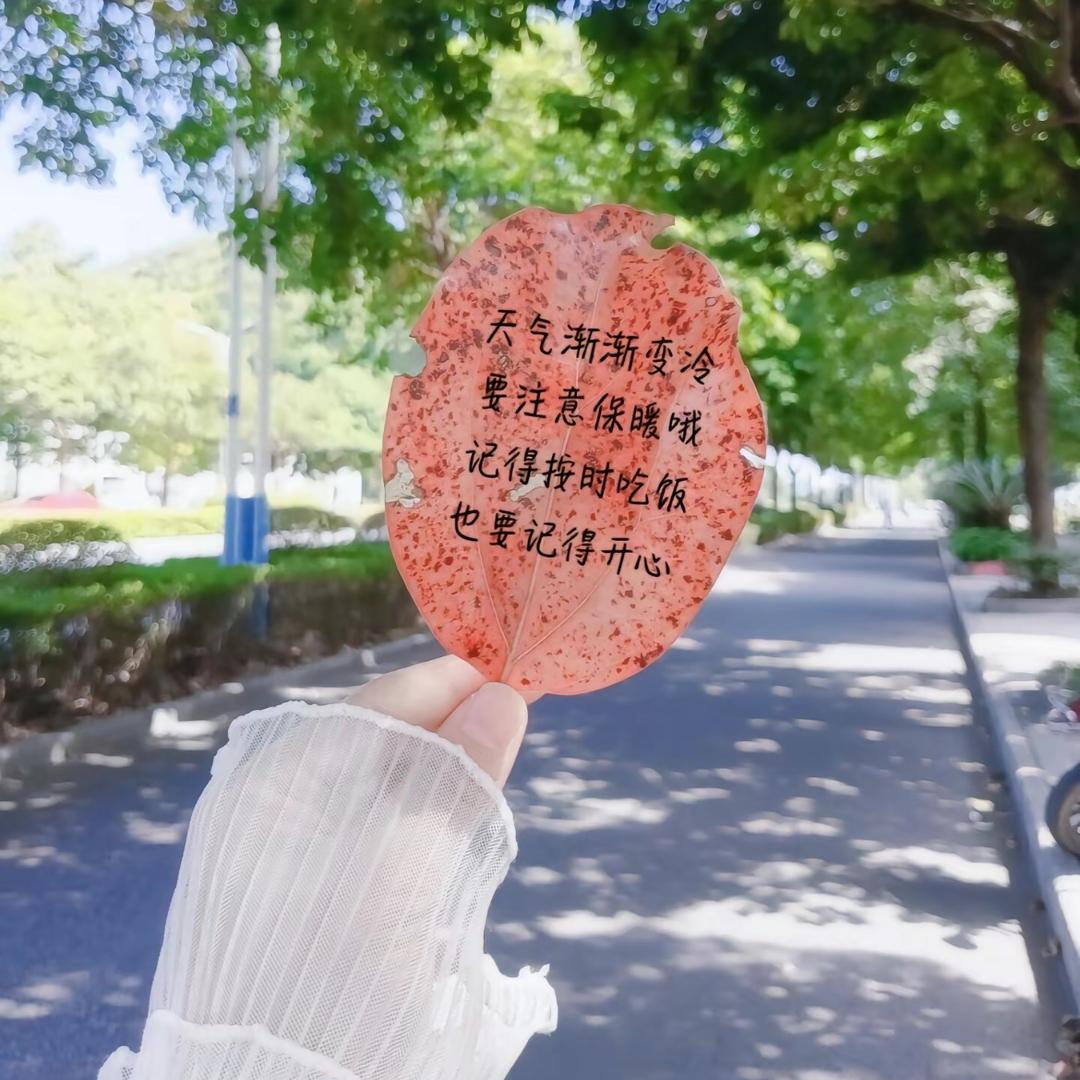 天气渐渐变冷
要注意保暖哦
记得按时吃饭
也要记得开心